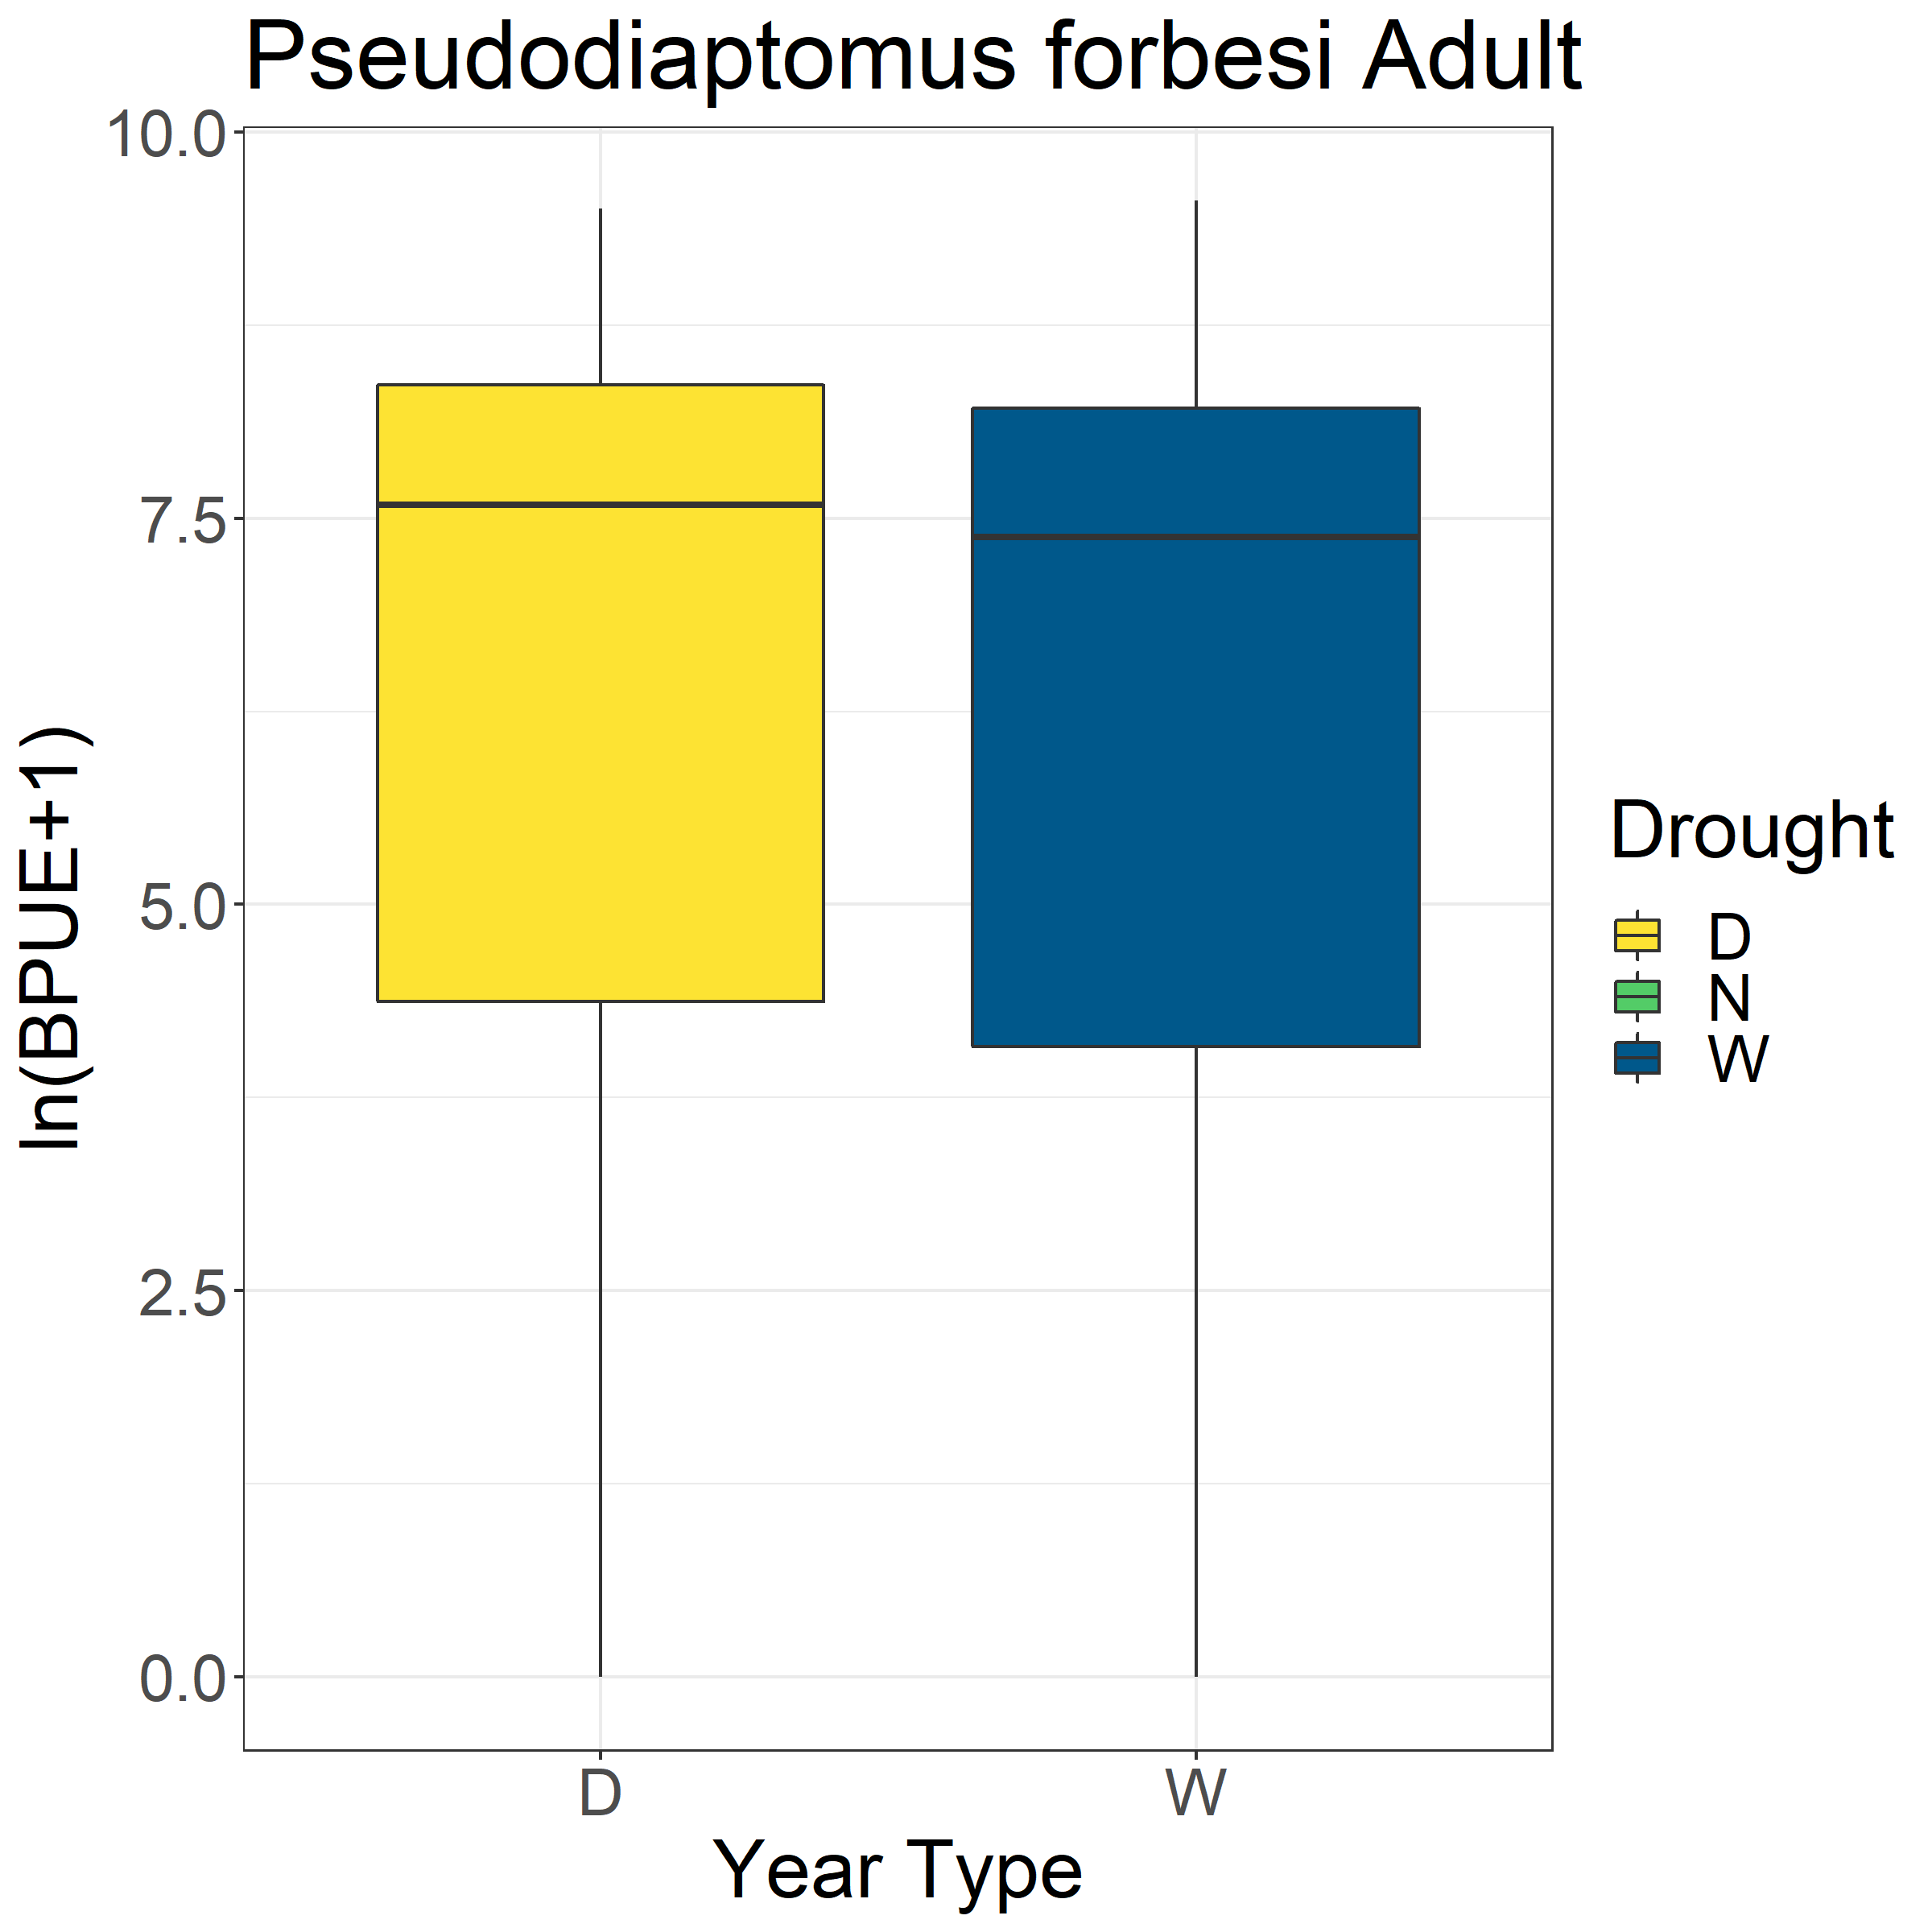 Pseudodiaptomus forbesi Adult
10.0
7.5
5.0
2.5
0.0
ln(BPUE+1)
D
W
Year Type
Drought
D
N
W